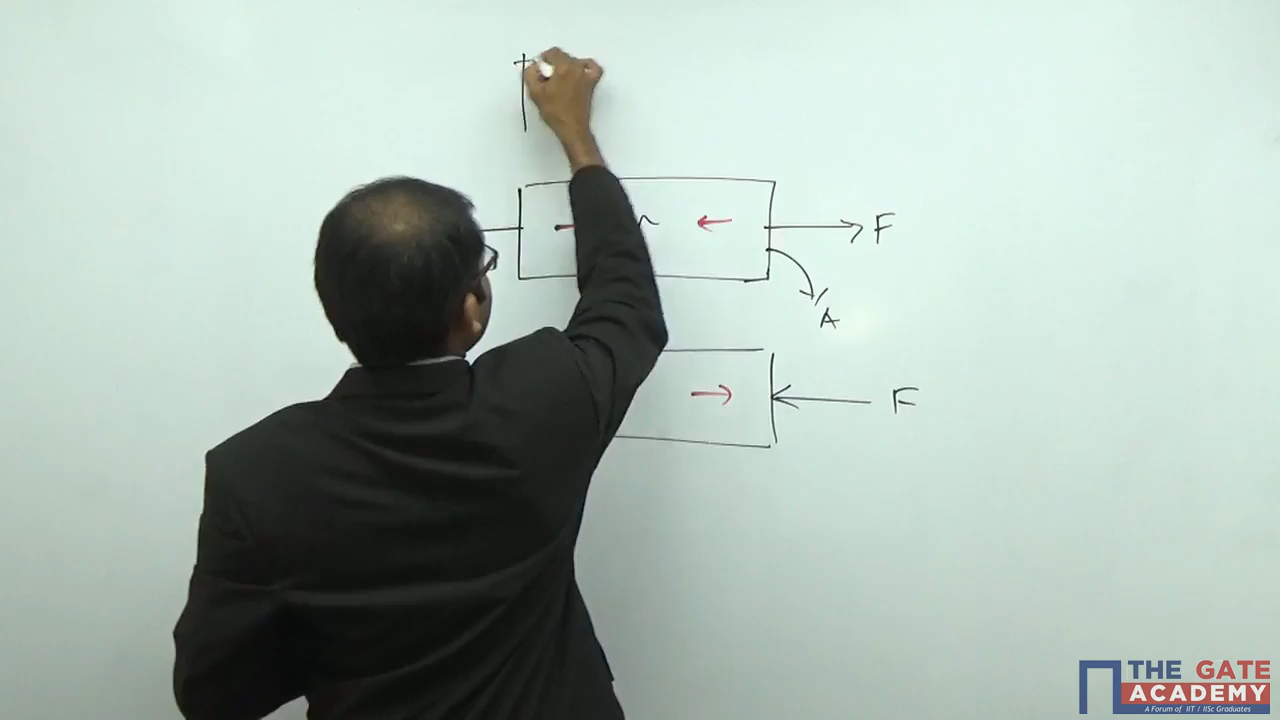 F
A
F
THE GATE
ACADEMY
A Forum of IIT / IISc Graduates